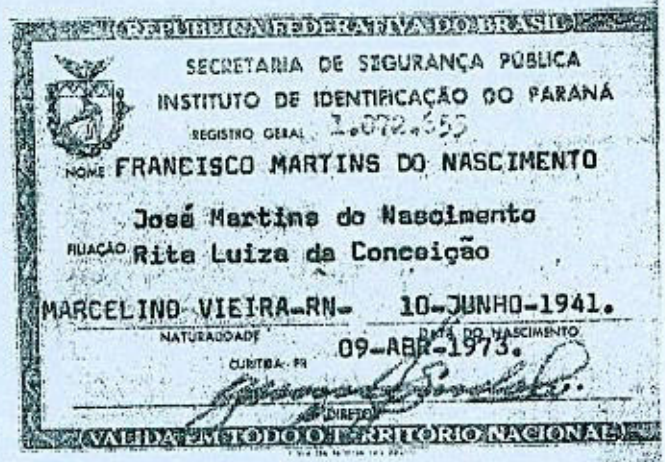 REPÚBLICA FEDERATIVA DO BRASIL
SECRETARIA DE SEGURANÇA PÚBLICA
INSTITUTO DE IDENTIFICAÇÃO DO PARANÁ
REGISTRO GERAL 1.072.655
NOME FRANCISCO MARTINS DO NASCIMENTO
José Martins do Nascimento
FILIAÇÃO Rita Luiza da Conceição
MARCELINO VIEIRA-RN- 10-JUNHO-1941.
NATURALIDADE DATA DO NASCIMENTO
CURITIBA - PR 09-ABR-1973.
DIRETOR
VALIDA EM TODO O TERRITORIO NACIONAL